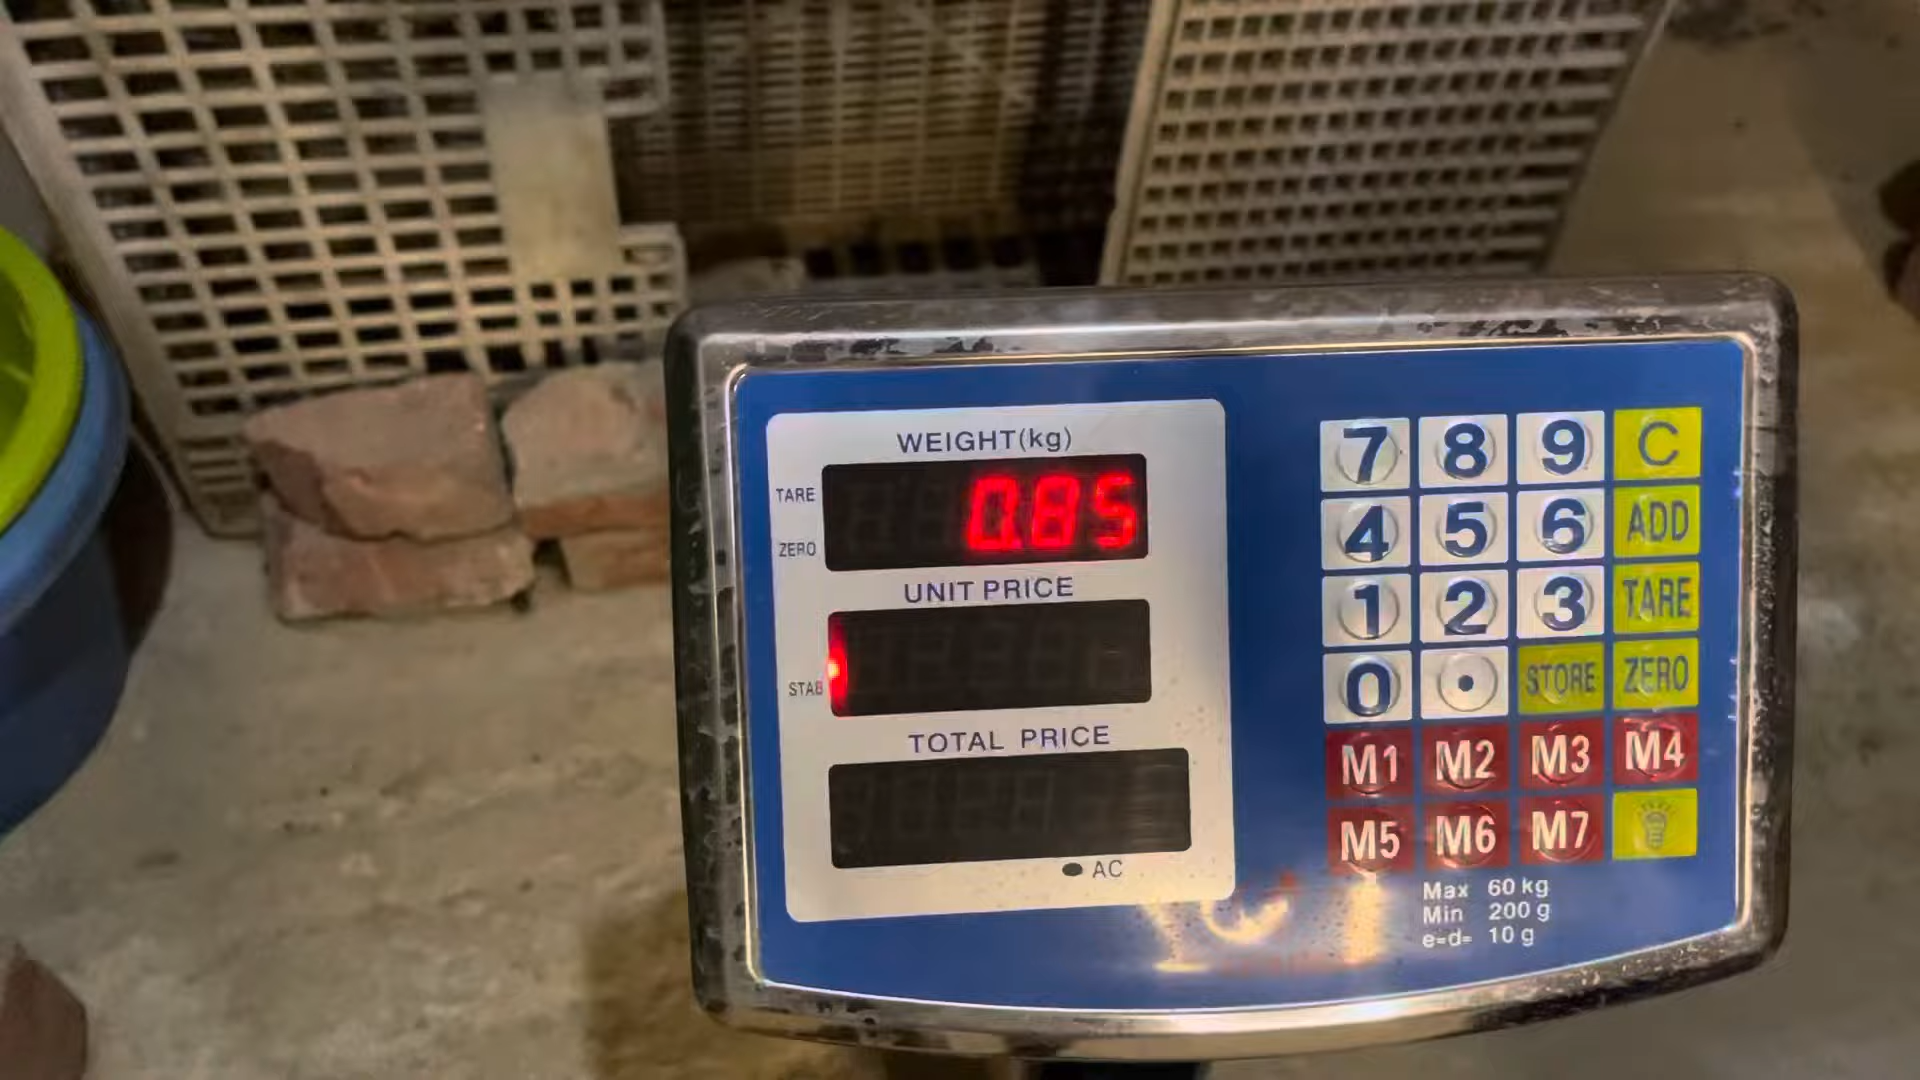 WEIGHT(kg)
TARE
0.85
ZERO
UNIT PRICE
STAB
TOTAL PRICE
AC
7 8 9 C
4 5 6 ADD
1 2 3 TARE
0 . STORE ZERO
M1 M2 M3 M4
M5 M6 M7
Max 60 kg
Min 200 g
e=d= 10 g